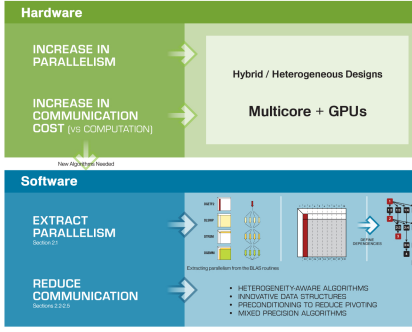 Hardware
INCREASE IN
PARALLELISM
Hybrid / Heterogeneous Designs
INCREASE IN
COMMUNICATION
COST (VS COMPUTATION)
Multicore + GPUs
New Algorithms Needed
Software
EXTRACT
PARALLELISM
Section 2.1
DEFINE
DEPENDENCIES
Extracting parallelism from the BLAS routines
REDUCE
COMMUNICATION
Sections 2.2-2.5
• HETEROGENEITY-AWARE ALGORITHMS
• INNOVATIVE DATA STRUCTURES
• PRECONDITIONING TO REDUCE PIVOTING
• MIXED PRECISION ALGORITHMS